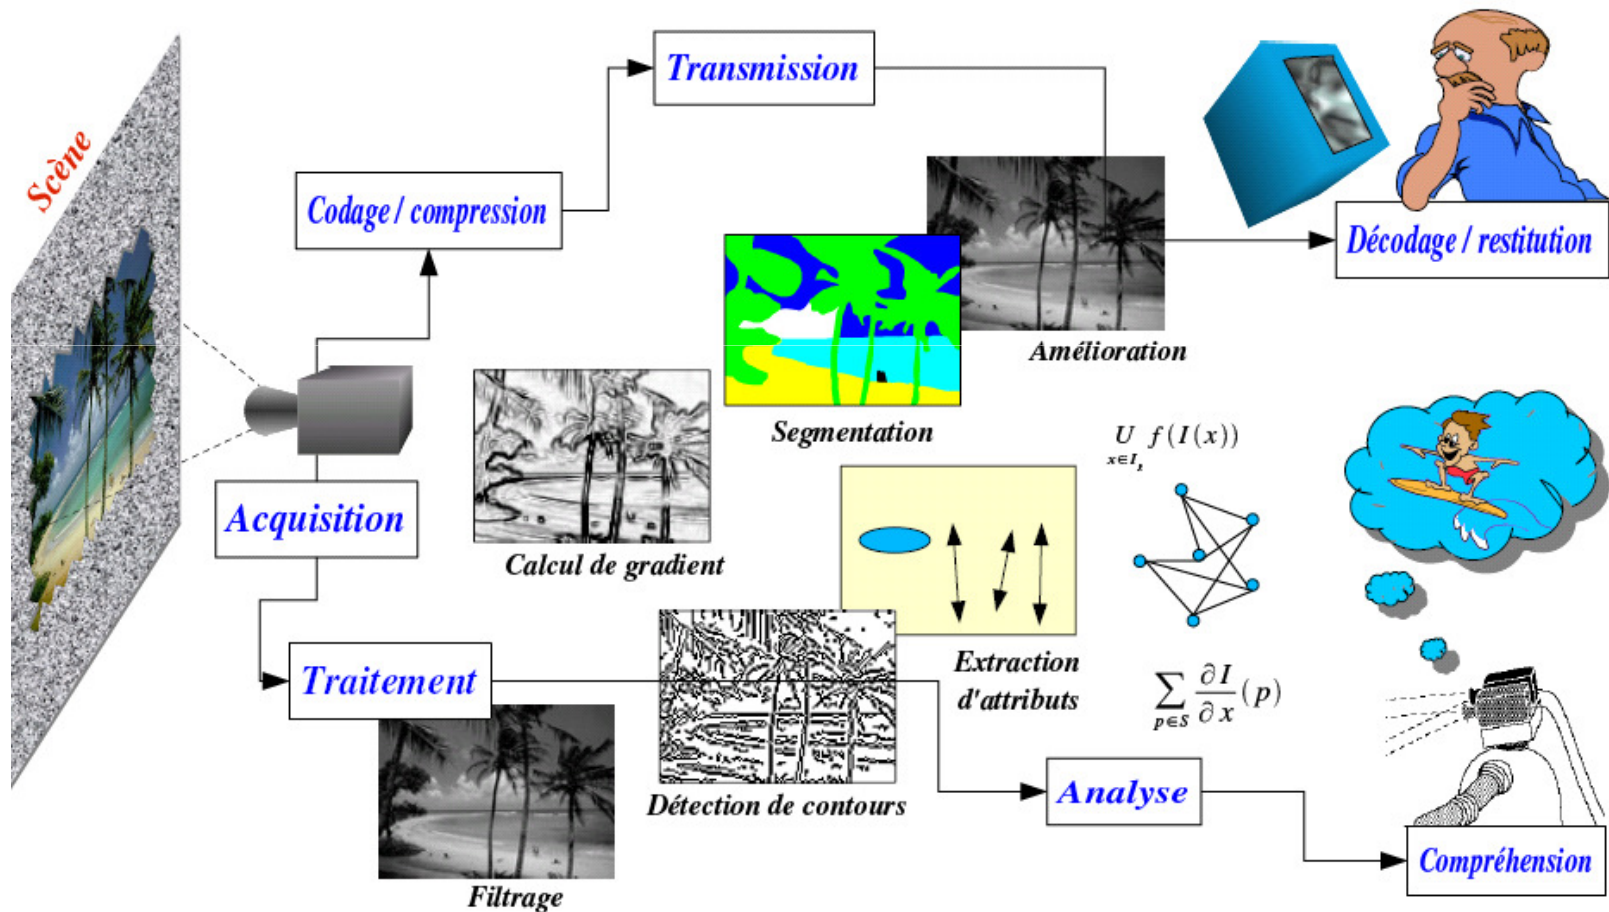 Scène
Transmission
Codage / compression
Décodage / restitution
Amélioration
Segmentation
Acquisition
Calcul de gradient
U f(I(x))
x∈I
Extraction
d'attributs
∑ ∂I/∂x (p)
p∈S
Traitement
Filtrage
Détection de contours
Analyse
Compréhension